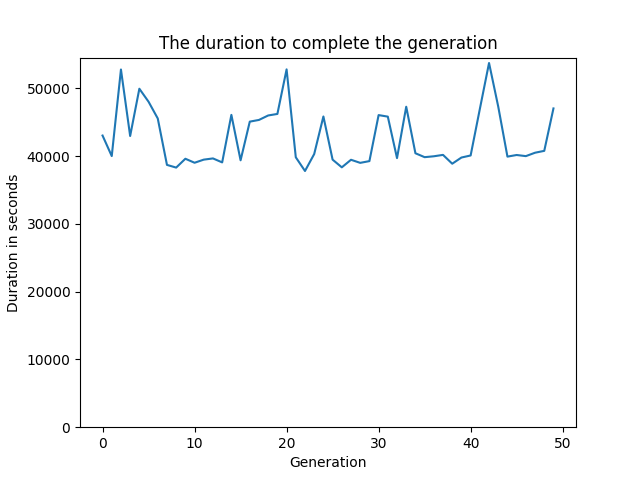 The duration to complete the generation
50000
40000
30000
20000
10000
0
Duration in seconds
0 10 20 30 40 50
Generation